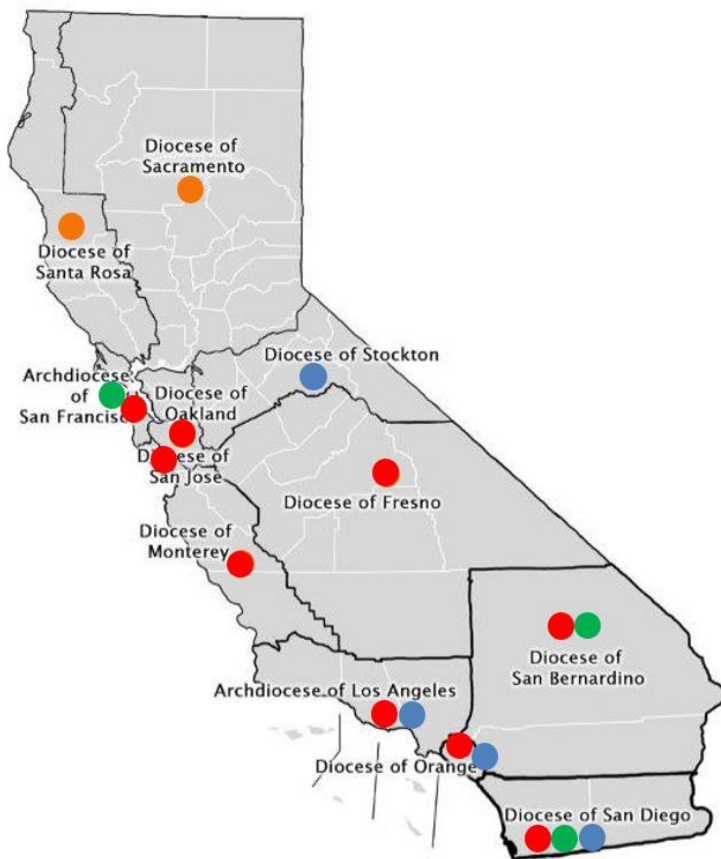 Diocese of
Sacramento
Diocese of
Santa Rosa
Diocese of Stockton
Archdiocese
of
San Francisc
Diocese of
Oakland
Diocese of
San Jose
Diocese of Fresno
Diocese of
Monterey
Diocese of
San Bernardino
Archdiocese of Los Angeles
Diocese of Orange
Diocese of San Diego